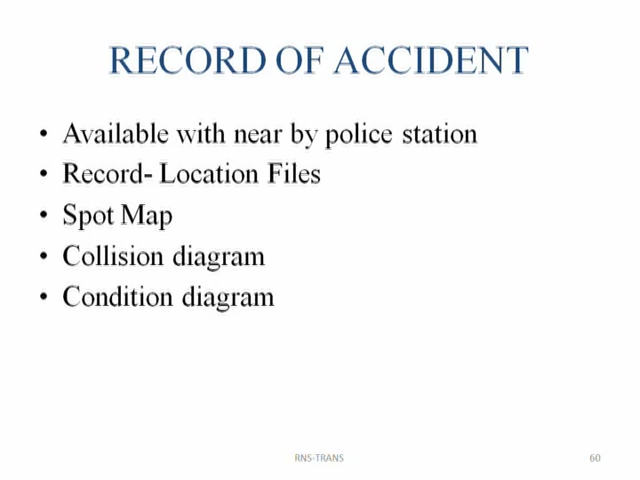 RECORD OF ACCIDENT
• Available with near by police station
• Record- Location Files
• Spot Map
• Collision diagram
• Condition diagram
RNS-TRANS
60